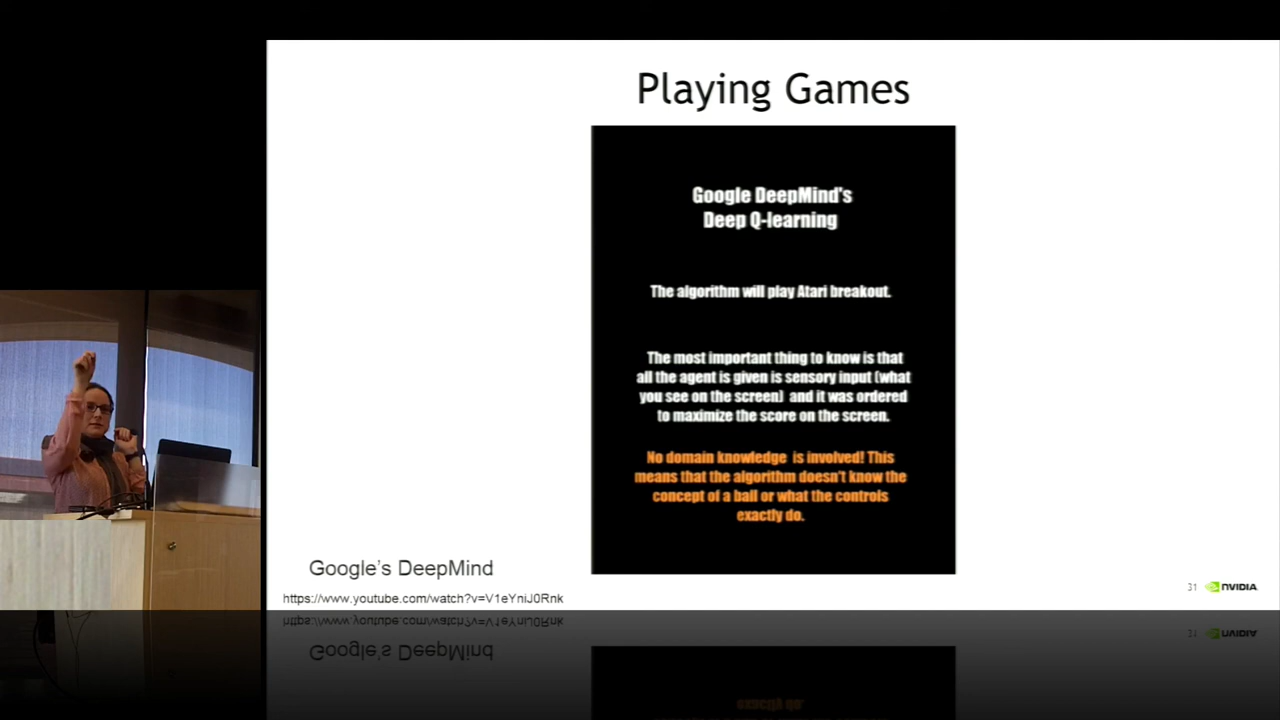 Playing Games
Google DeepMind's
Deep Q-learning
The algorithm will play Atari breakout.
The most important thing to know is that
all the agent is given is sensory input (what
you see on the screen) and it was ordered
to maximize the score on the screen.
No domain knowledge is involved! This
means that the algorithm doesn't know the
concept of a ball or what the controls
exactly do.
Google's DeepMind
https://www.youtube.com/watch?v=V1eYniJ0Rnk
31 NVIDIA